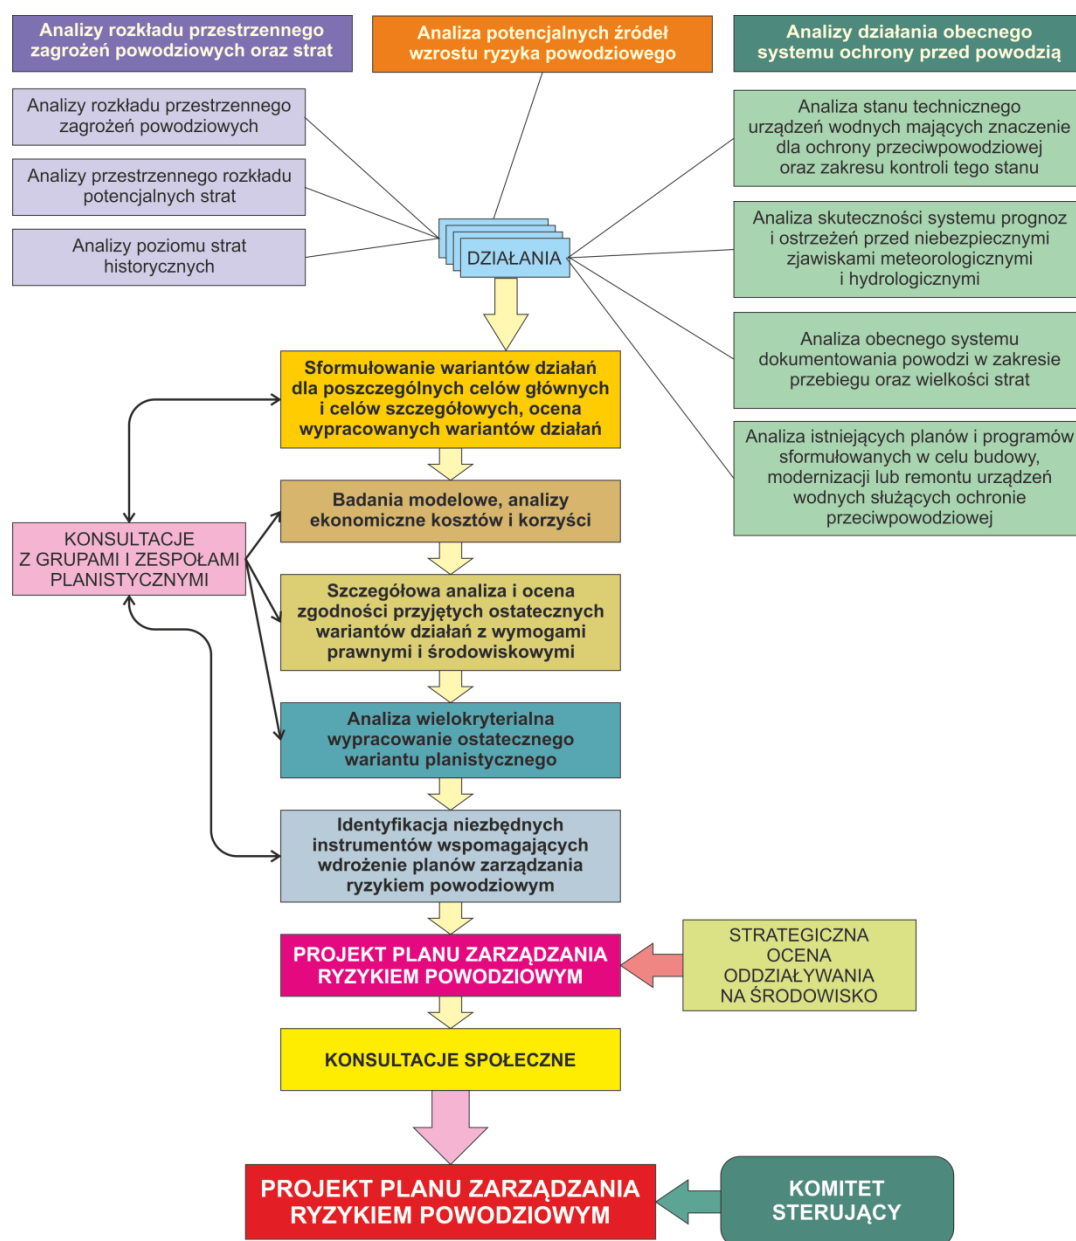 Analizy rozkładu przestrzennego
zagrożeń powodziowych oraz strat
Analiza potencjalnych źródeł
wzrostu ryzyka powodziowego
Analizy działania obecnego
systemu ochrony przed powodzią
Analizy rozkładu przestrzennego
zagrożeń powodziowych
Analizy przestrzennego rozkładu
potencjalnych strat
Analizy poziomu strat
historycznych
Analiza stanu technicznego
urządzeń wodnych mających znaczenie
dla ochrony przeciwpowodziowej
oraz zakresu kontroli tego stanu
Analiza skuteczności systemu prognoz
i ostrzeżeń przed niebezpiecznymi
zjawiskami meteorologicznymi
i hydrologicznymi
Analiza obecnego systemu
dokumentowania powodzi w zakresie
przebiegu oraz wielkości strat
Analiza istniejących planów i programów
sformułowanych w celu budowy,
modernizacji lub remontu urządzeń
wodnych służących ochronie
przeciwpowodziowej
DZIAŁANIA
Sformułowanie wariantów działań
dla poszczególnych celów głównych
i celów szczegółowych, ocena
wypracowanych wariantów działań
Badania modelowe, analizy
ekonomiczne kosztów i korzyści
KONSULTACJE
Z GRUPAMI I ZESPOŁAMI
PLANISTYCZNYMI
Szczegółowa analiza i ocena
zgodności przyjętych ostatecznych
wariantów działań z wymogami
prawnymi i środowiskowymi
Analiza wielokryterialna
wypracowanie ostatecznego
wariantu planistycznego
Identyfikacja niezbędnych
instrumentów wspomagających
wdrożenie planów zarządzania
ryzykiem powodziowym
PROJEKT PLANU ZARZĄDZANIA
RYZYKIEM POWODZIOWYM
STRATEGICZNA
OCENA
ODDZIAŁYWANIA
NA ŚRODOWISKO
KONSULTACJE SPOŁECZNE
PROJEKT PLANU ZARZĄDZANIA
RYZYKIEM POWODZIOWYM
KOMITET
STERUJĄCY